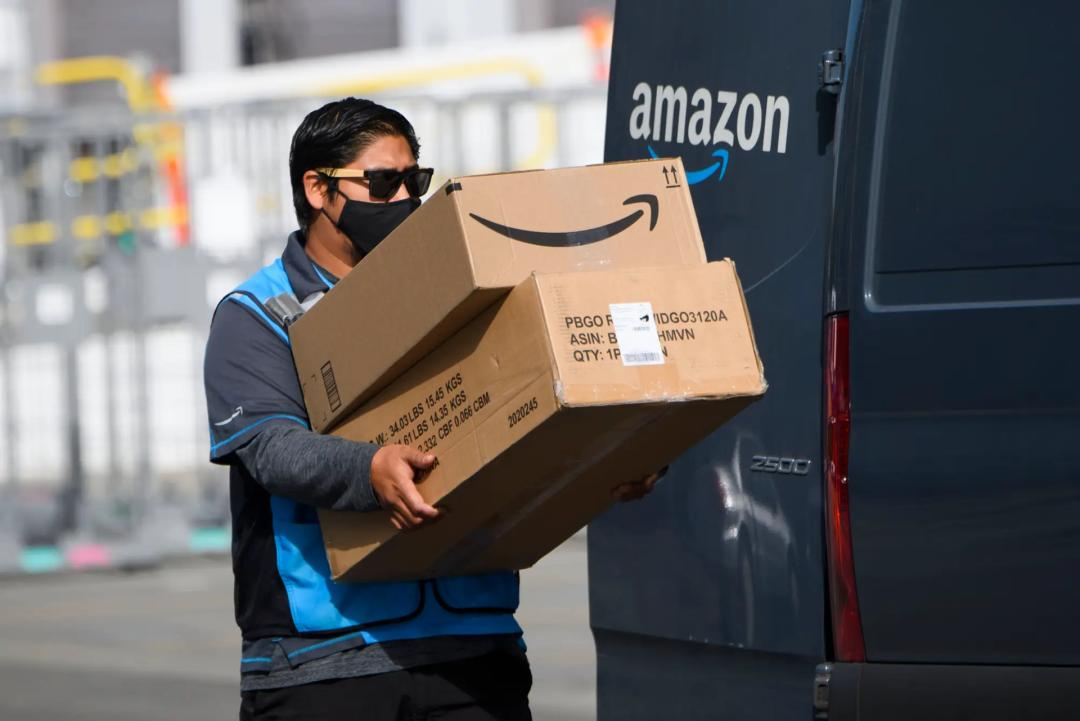 amazon
PBGO IDGO3120A
ASIN: HMVN
QTY:
W.: 34.03 LBS 15.45 KGS
.61 LBS 14.35 KGS
.332 CBF 0.066 CBM
2020245
2500